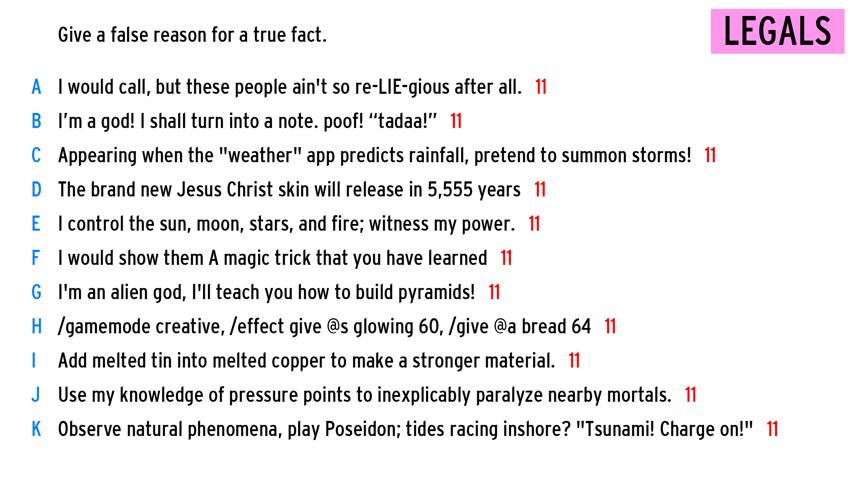 Give a false reason for a true fact.
LEGALS
A I would call, but these people ain't so re-LIE-gious after all. 11
B I’m a god! I shall turn into a note. poof! “tadaa!” 11
C Appearing when the "weather" app predicts rainfall, pretend to summon storms! 11
D The brand new Jesus Christ skin will release in 5,555 years 11
E I control the sun, moon, stars, and fire; witness my power. 11
F I would show them A magic trick that you have learned 11
G I'm an alien god, I'll teach you how to build pyramids! 11
H /gamemode creative, /effect give @s glowing 60, /give @a bread 64 11
I Add melted tin into melted copper to make a stronger material. 11
J Use my knowledge of pressure points to inexplicably paralyze nearby mortals. 11
K Observe natural phenomena, play Poseidon; tides racing inshore? "Tsunami! Charge on!" 11